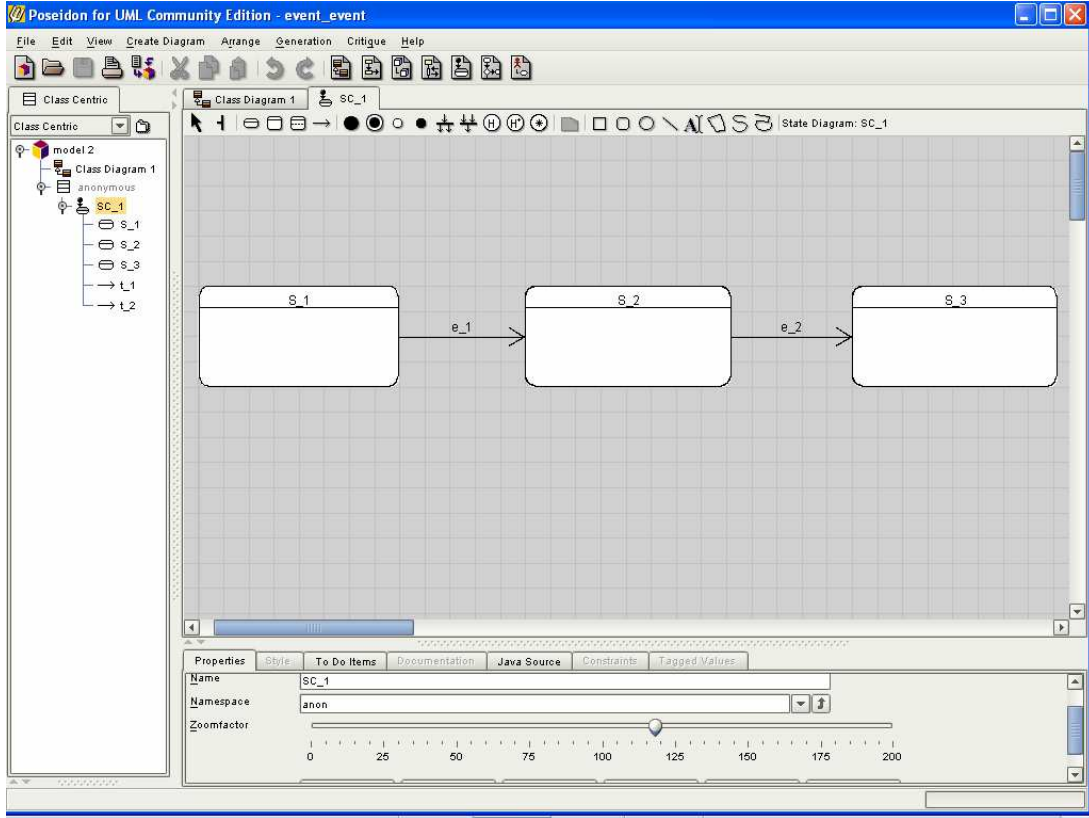 Poseidon for UML Community Edition - event_event
File Edit View Create Diagram Arrange Generation Critique Help
Class Centric
Class Diagram 1 SC_1
Class Centric
State Diagram: SC_1
model 2
Class Diagram 1
anonymous
SC_1
S_1
S_2
S_3
t_1
t_2
S_1 S_2 S_3
e_1 e_2
Properties Style To Do Items Documentation Java Source Constraints Tagged Values
Name SC_1
Namespace anon
Zoomfactor
0 25 50 75 100 125 150 175 200